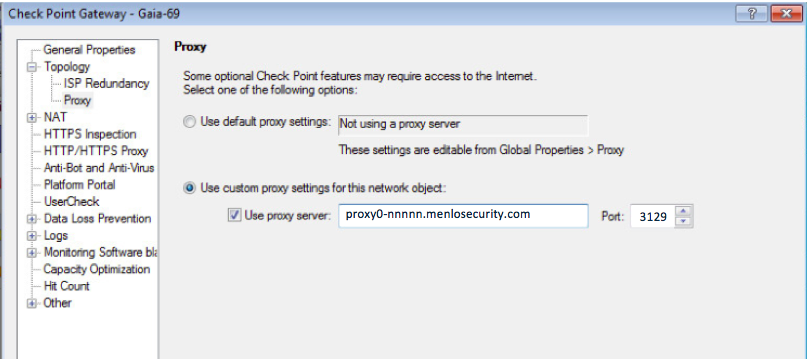 Check Point Gateway - Gaia-69
General Properties
Topology
ISP Redundancy
Proxy
NAT
HTTPS Inspection
HTTP/HTTPS Proxy
Anti-Bot and Anti-Virus
Platform Portal
UserCheck
Data Loss Prevention
Logs
Monitoring Software bla
Capacity Optimization
Hit Count
Other
Proxy
Some optional Check Point features may require access to the Internet.
Select one of the following options:
Use default proxy settings: Not using a proxy server
These settings are editable from Global Properties > Proxy
Use custom proxy settings for this network object:
Use proxy server: proxy0-nnnnn.menlosecurity.com Port: 3129